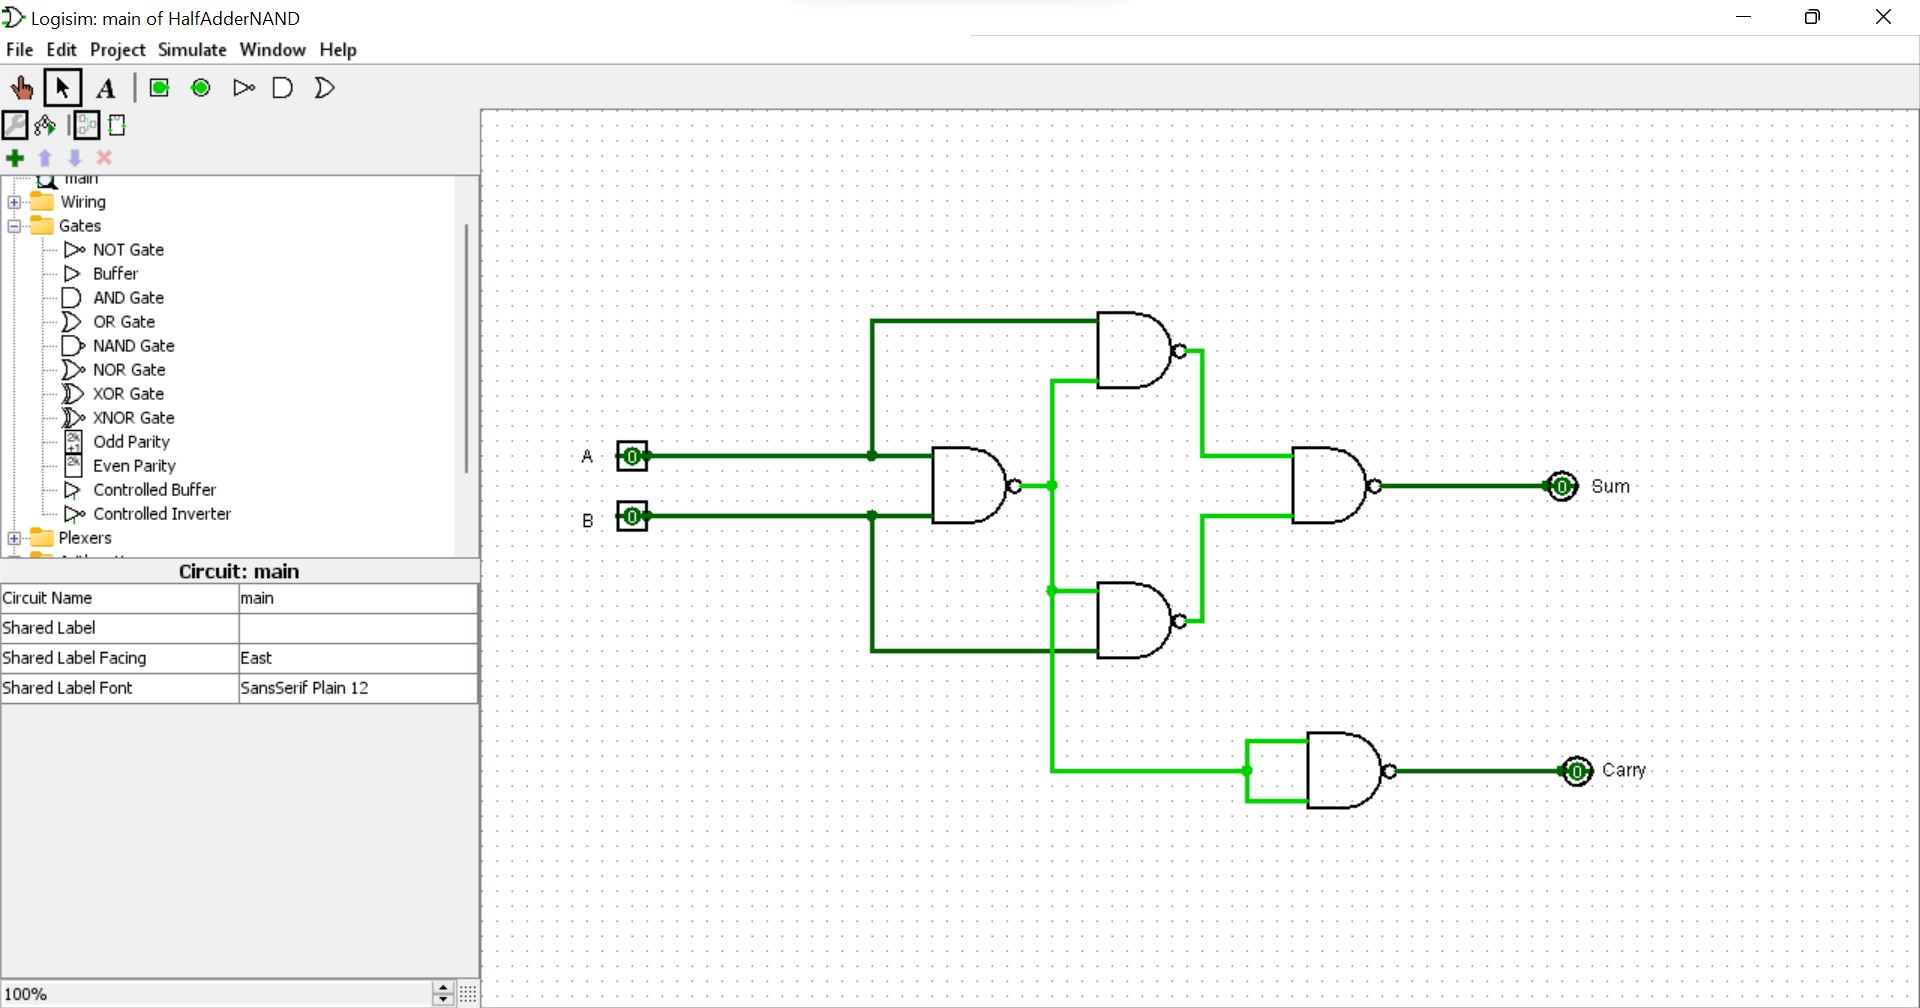 Logisim: main of HalfAdderNAND
File Edit Project Simulate Window Help
A
main
Wiring
Gates
NOT Gate
Buffer
AND Gate
OR Gate
NAND Gate
NOR Gate
XOR Gate
XNOR Gate
2k+1 Odd Parity
2k Even Parity
Controlled Buffer
Controlled Inverter
Plexers
Circuit: main
Circuit Name main
Shared Label
Shared Label Facing East
Shared Label Font SansSerif Plain 12
100%
A 0
B 0
0 Sum
0 Carry